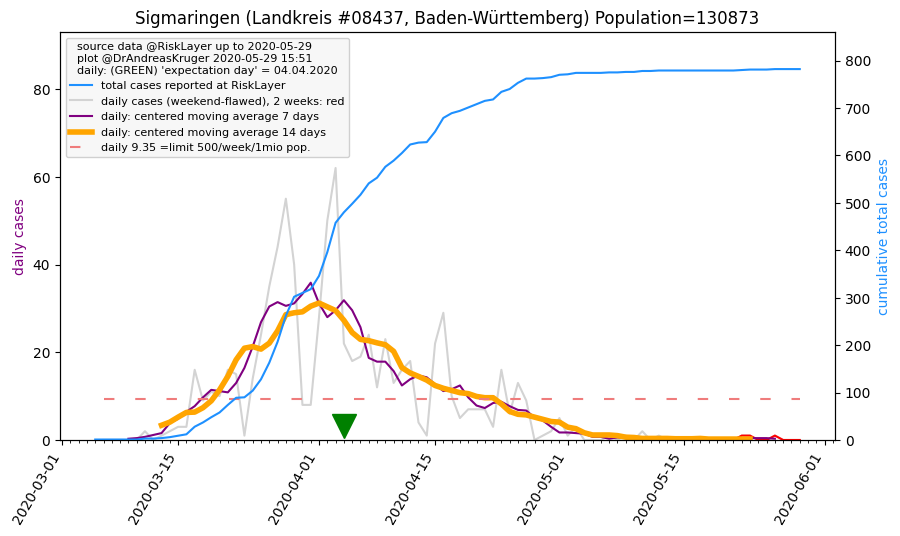 Sigmaringen (Landkreis #08437, Baden-Württemberg) Population=130873
source data @RiskLayer up to 2020-05-29
plot @DrAndreasKruger 2020-05-29 15:51
daily: (GREEN) 'expectation day' = 04.04.2020
total cases reported at RiskLayer
daily cases (weekend-flawed), 2 weeks: red
daily: centered moving average 7 days
daily: centered moving average 14 days
daily 9.35 =limit 500/week/1mio pop.
daily cases
80
60
40
20
0
cumulative total cases
800
700
600
500
400
300
200
100
0
2020-03-01
2020-03-15
2020-04-01
2020-04-15
2020-05-01
2020-05-15
2020-06-01